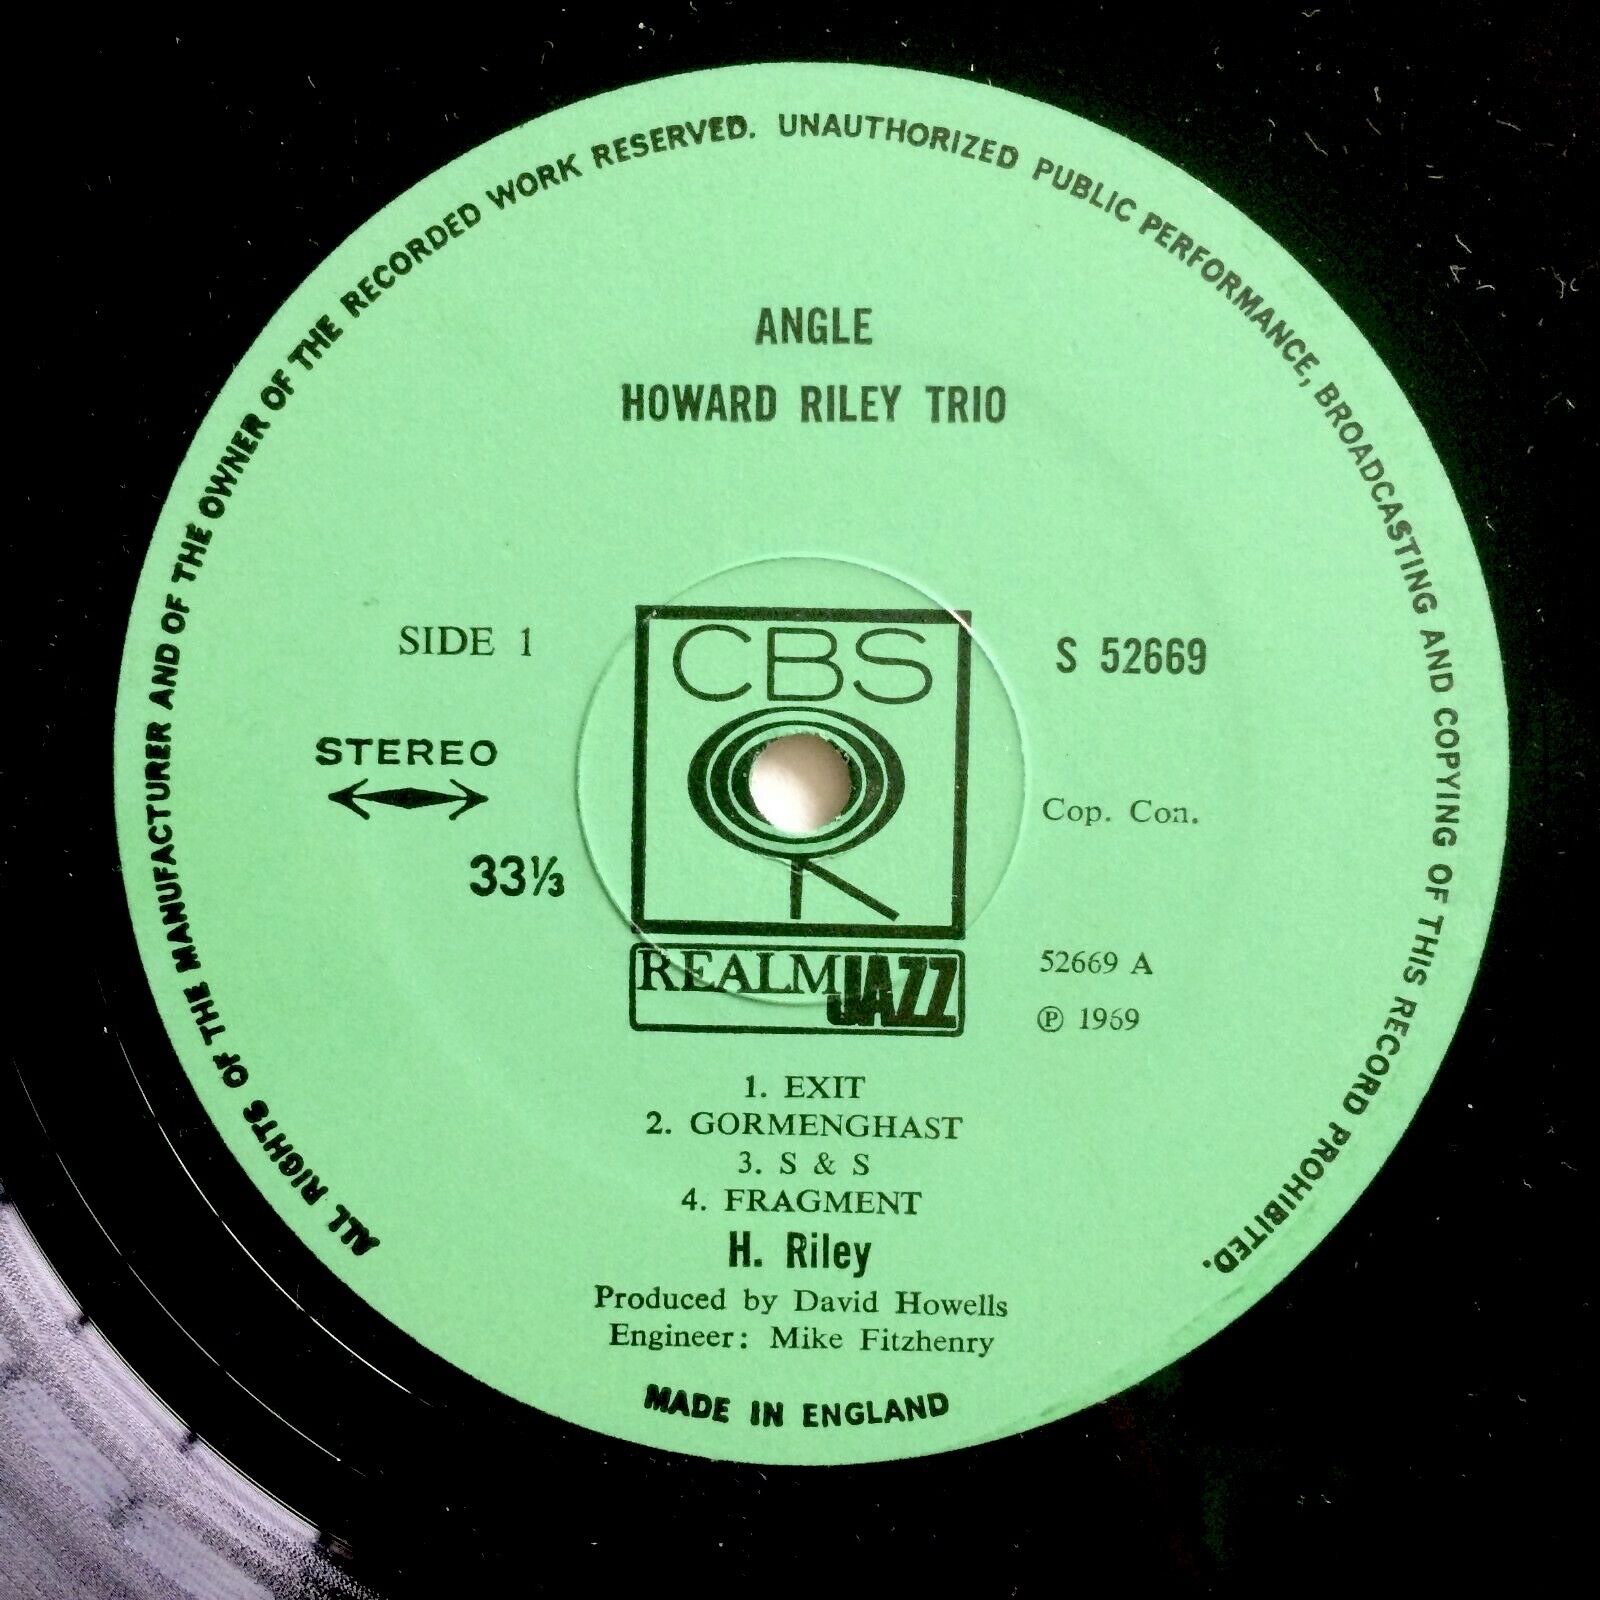 ALL RIGHTS OF THE MANUFACTURER AND OF THE OWNER OF THE RECORDED WORK RESERVED. UNAUTHORIZED PUBLIC PERFORMANCE, BROADCASTING AND COPYING OF THIS RECORD PROHIBITED.
ANGLE
HOWARD RILEY TRIO
SIDE 1
STEREO
33⅓
CBS
REALM JAZZ
S 52669
Cop. Con.
52669 A
℗ 1969
1. EXIT
2. GORMENGHAST
3. S & S
4. FRAGMENT
H. Riley
Produced by David Howells
Engineer: Mike Fitzhenry
MADE IN ENGLAND